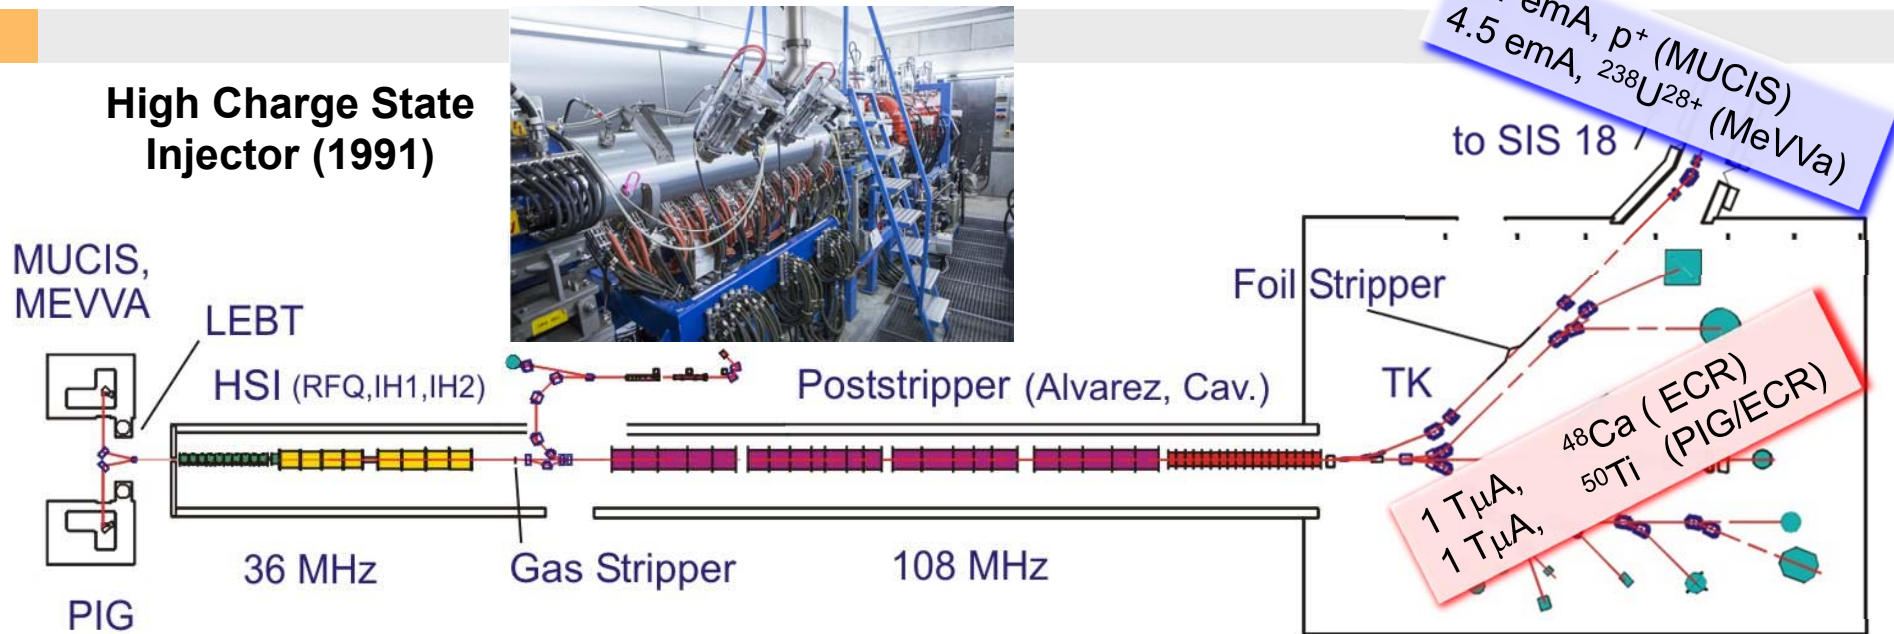 emA, p⁺ (MUCIS)
4.5 emA, ²³⁸U²⁸⁺ (MeVVa)
High Charge State
Injector (1991)
to SIS 18
MUCIS,
MEVVA
LEBT
Foil Stripper
HSI (RFQ,IH1,IH2)
Poststripper (Alvarez, Cav.)
TK
1 TμA, ⁴⁸Ca ( ECR)
1 TμA, ⁵⁰Ti (PIG/ECR)
36 MHz
Gas Stripper
108 MHz
PIG